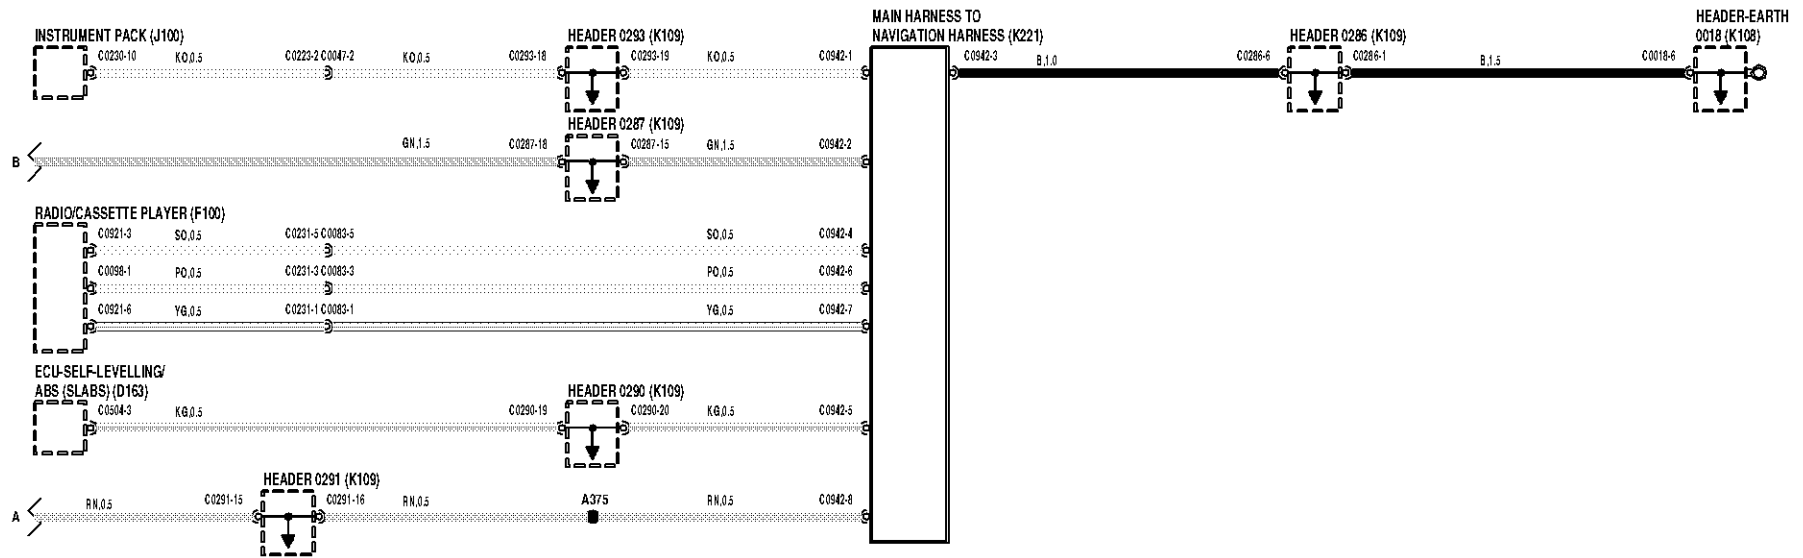 MAIN HARNESS TO
NAVIGATION HARNESS (K221)
HEADER-EARTH
0018 (K108)
INSTRUMENT PACK (J100)
HEADER 0293 (K109)
HEADER 0286 (K109)
C0230-10 KO,0.5 C0223-2 C0047-2 KO,0.5 C0293-18 C0293-19 KO,0.5 C0942-1 C0942-3 B,1.0 C0286-6 C0286-1 B,1.5 C0018-6
HEADER 0287 (K109)
B GN,1.5 C0287-18 C0287-15 GN,1.5 C0942-2
RADIO/CASSETTE PLAYER (F100)
C0921-3 SO,0.5 C0231-5 C0083-5 SO,0.5 C0942-4
C0098-1 PO,0.5 C0231-3 C0083-3 PO,0.5 C0942-6
C0921-6 YG,0.5 C0231-1 C0083-1 YG,0.5 C0942-7
ECU-SELF-LEVELLING/
ABS (SLABS) (D163)
HEADER 0290 (K109)
C0504-3 KG,0.5 C0290-19 C0290-20 KG,0.5 C0942-5
HEADER 0291 (K109)
A RN,0.5 C0291-15 C0291-16 RN,0.5 A375 RN,0.5 C0942-8